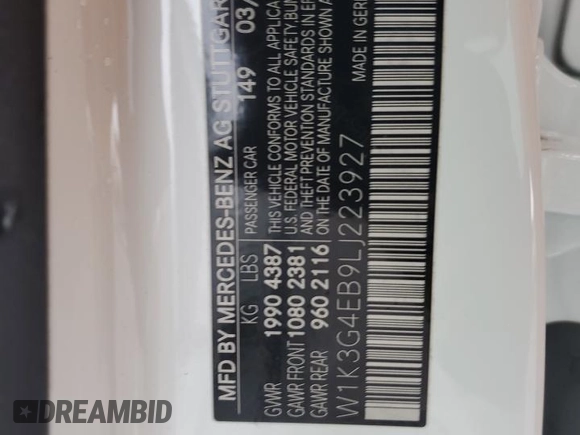 MFD BY MERCEDES-BENZ AG STUTTGAR
KG LBS PASSENGER CAR 149 03/
GVWR 1990 4387 THIS VEHICLE CONFORMS TO ALL APPLICA
GAWR FRONT 1080 2381 U.S. FEDERAL MOTOR VEHICLE SAFETY, BUM
GAWR REAR 960 2116 AND THEFT PREVENTION STANDARDS IN EF
ON THE DATE OF MANUFACTURE SHOWN A
W1K3G4EB9LJ223927 MADE IN GER
DREAMBID